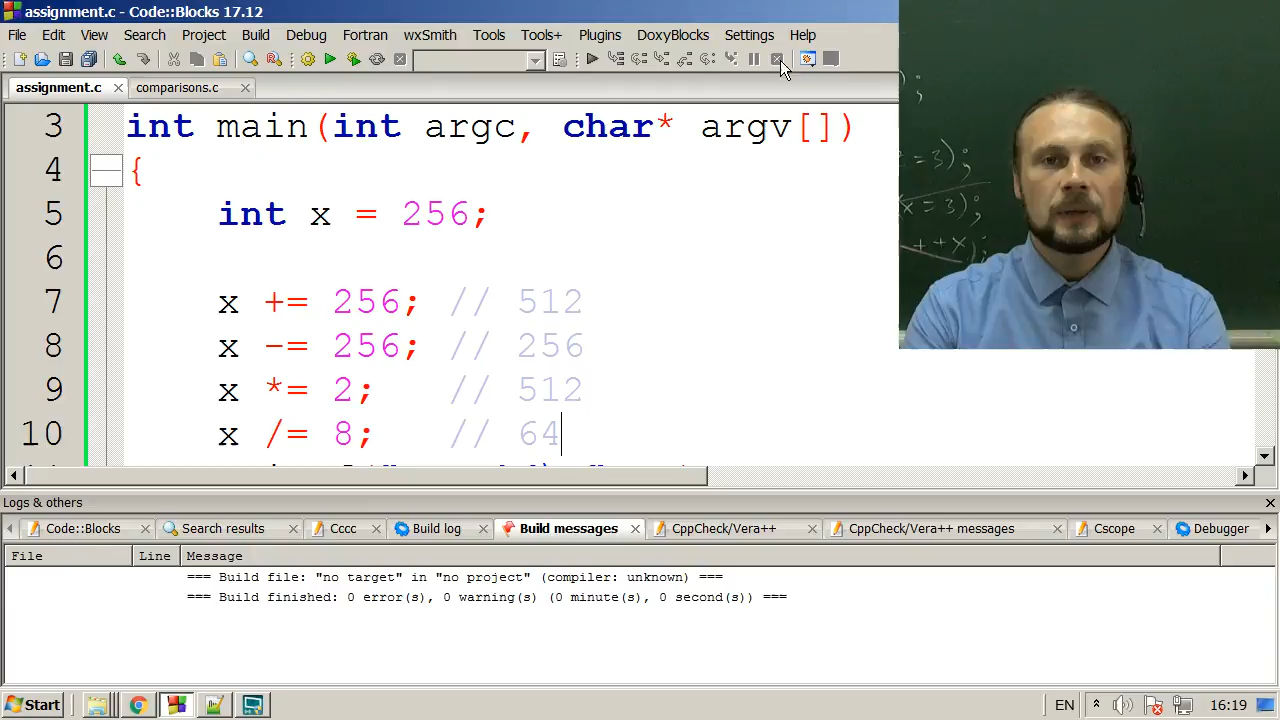 assignment.c - Code::Blocks 17.12
File Edit View Search Project Build Debug Fortran wxSmith Tools Tools+ Plugins DoxyBlocks Settings Help
assignment.c comparisons.c
3 int main(int argc, char* argv[])
4 {
5 int x = 256;
6
7 x += 256; // 512
8 x -= 256; // 256
9 x *= 2; // 512
10 x /= 8; // 64
= 3);
(x = 3);
+ + x);
Logs & others
Code::Blocks Search results Cccc Build log Build messages CppCheck/Vera++ CppCheck/Vera++ messages Cscope Debugger
File Line Message
=== Build file: "no target" in "no project" (compiler: unknown) ===
=== Build finished: 0 error(s), 0 warning(s) (0 minute(s), 0 second(s)) ===
Start EN 16:19